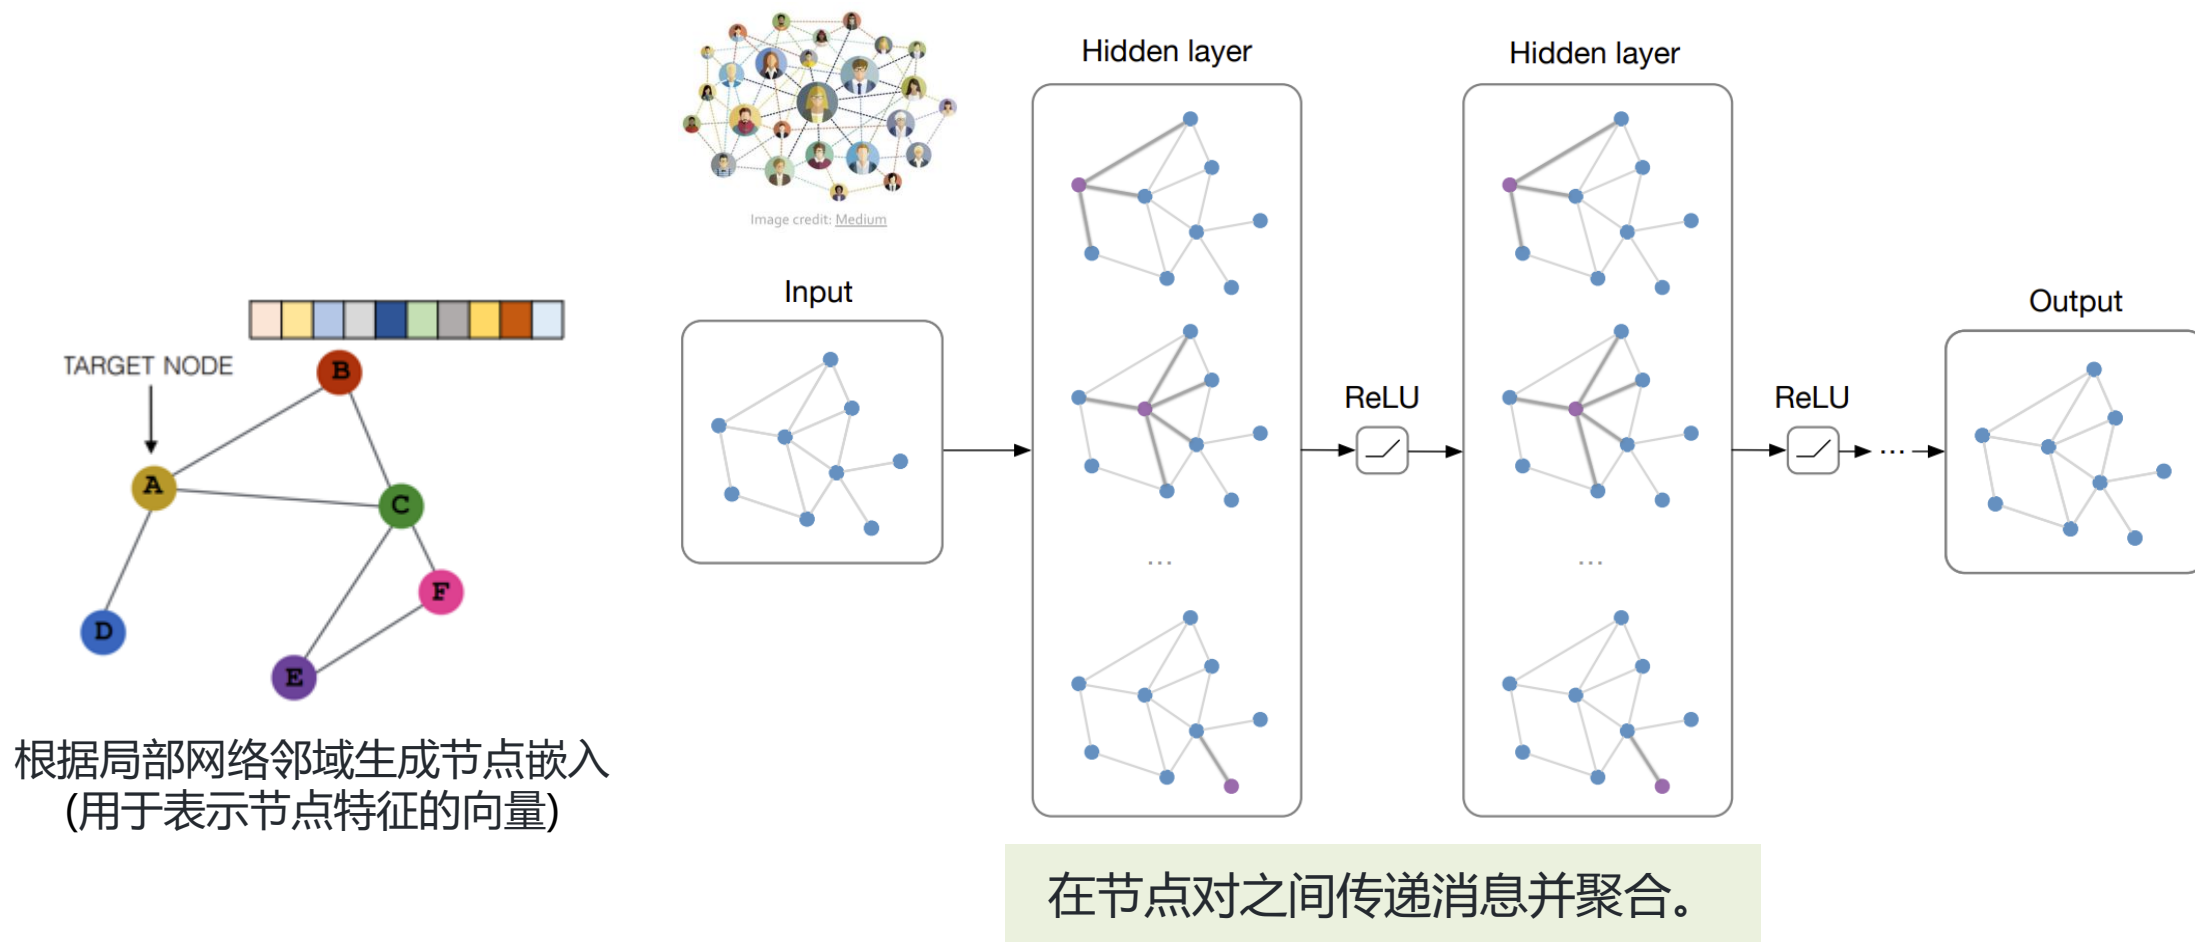 Image credit: Medium
TARGET NODE
B
A
C
F
D
E
根据局部网络邻域生成节点嵌入
(用于表示节点特征的向量)
Input
Hidden layer
...
ReLU
Hidden layer
...
ReLU
...
Output
在节点对之间传递消息并聚合。